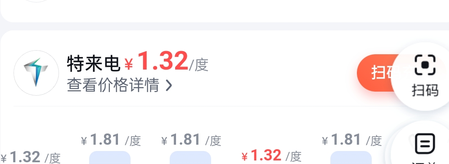 特来电 ¥1.32/度
查看价格详情 >
扫码
扫码
¥1.81 /度
¥1.81 /度
¥1.81 /度
¥1.32 /度
¥1.32 /度